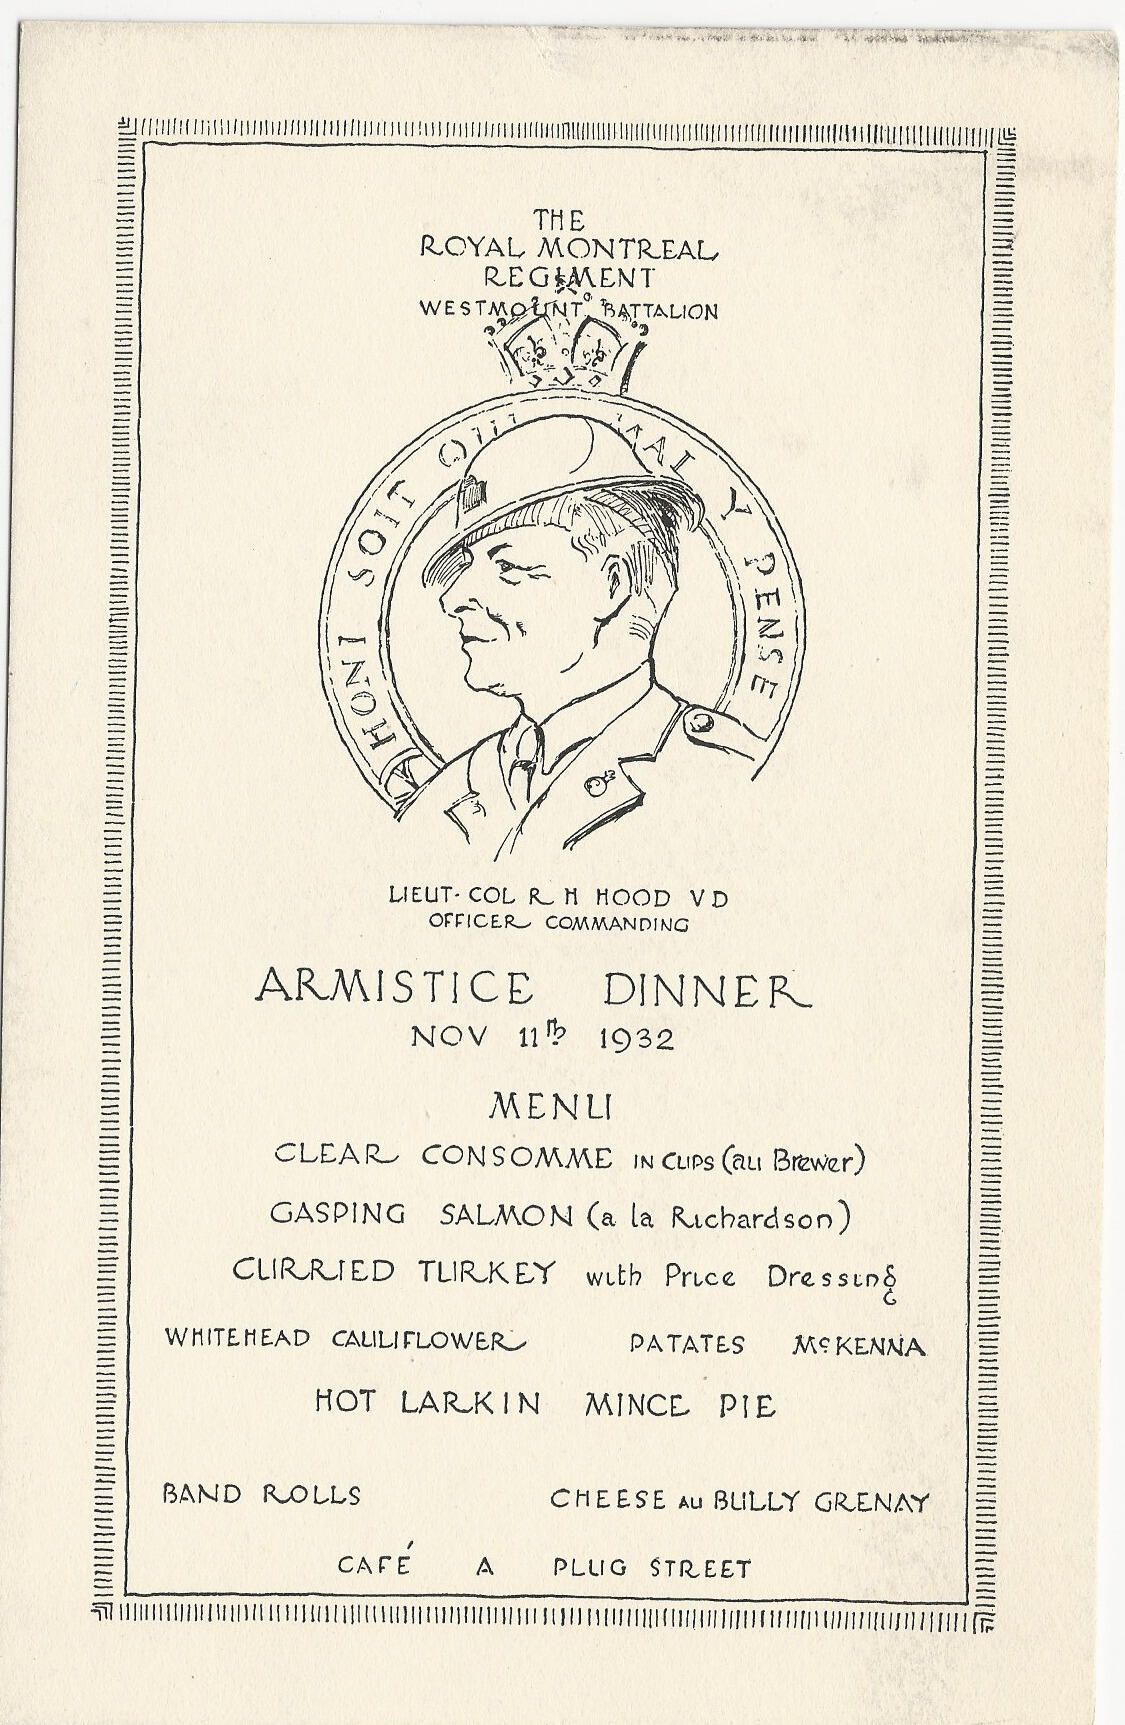 THE
ROYAL MONTREAL
REGIMENT
WESTMOUNT BATTALION
HONI SOIT QUI MAL Y PENSE
LIEUT-COL R H HOOD VD
OFFICER COMMANDING
ARMISTICE DINNER
NOV 11th 1932
MENU
CLEAR CONSOMME IN CUPS (au Brewer)
GASPING SALMON (a la Richardson)
CURRIED TURKEY with Price Dressing
WHITEHEAD CAULIFLOWER PATATES McKENNA
HOT LARKIN MINCE PIE
BAND ROLLS CHEESE AU BULLY GRENAY
CAFÉ A PLUG STREET